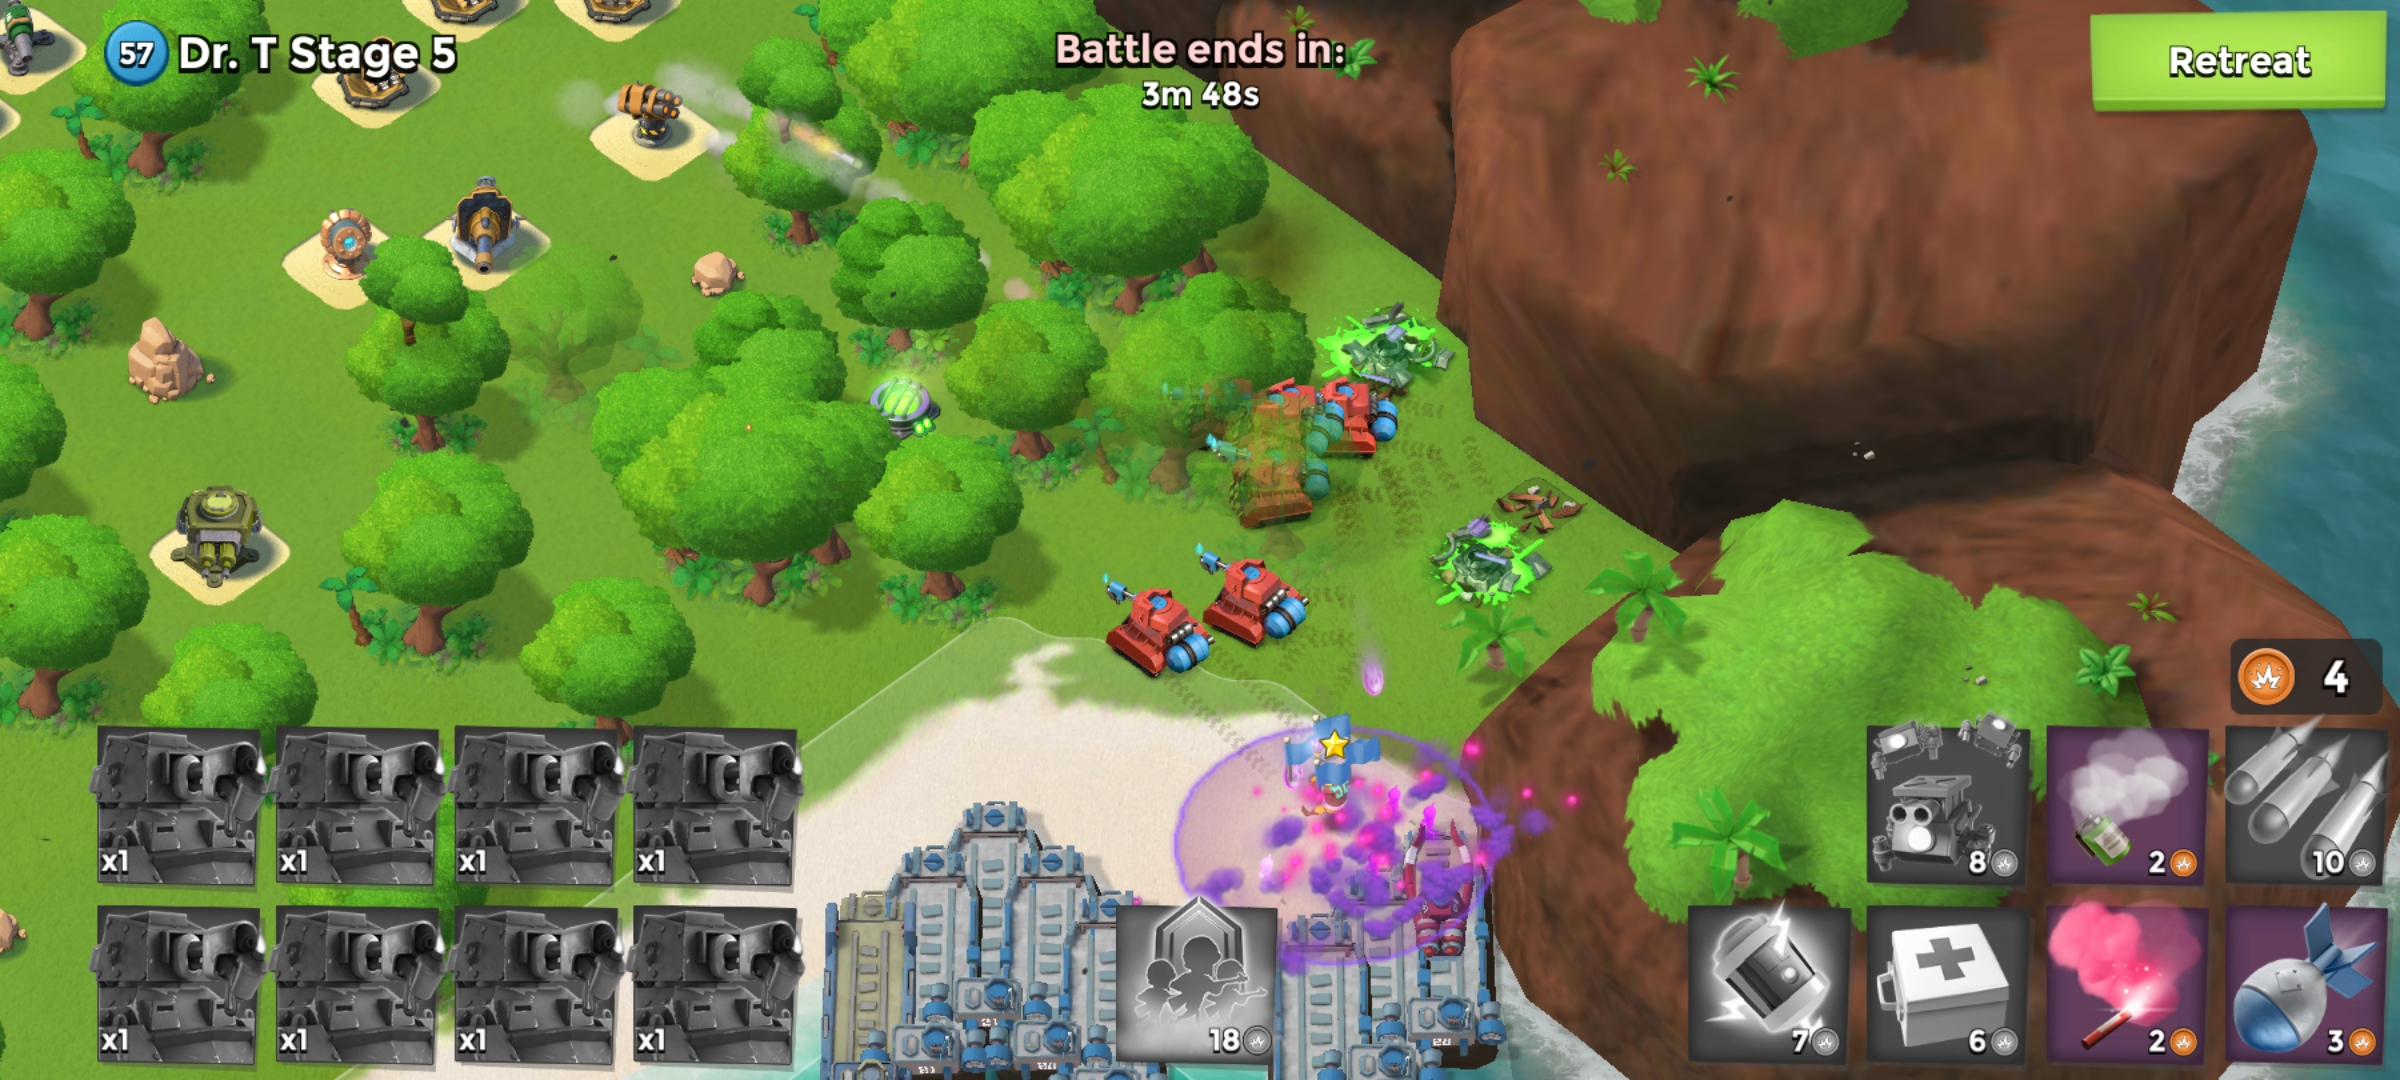 57 Dr. T Stage 5
Battle ends in:
3m 48s
Retreat
4
x1 x1 x1 x1
8 2 10
x1 x1 x1 x1
18 7 6 2 3